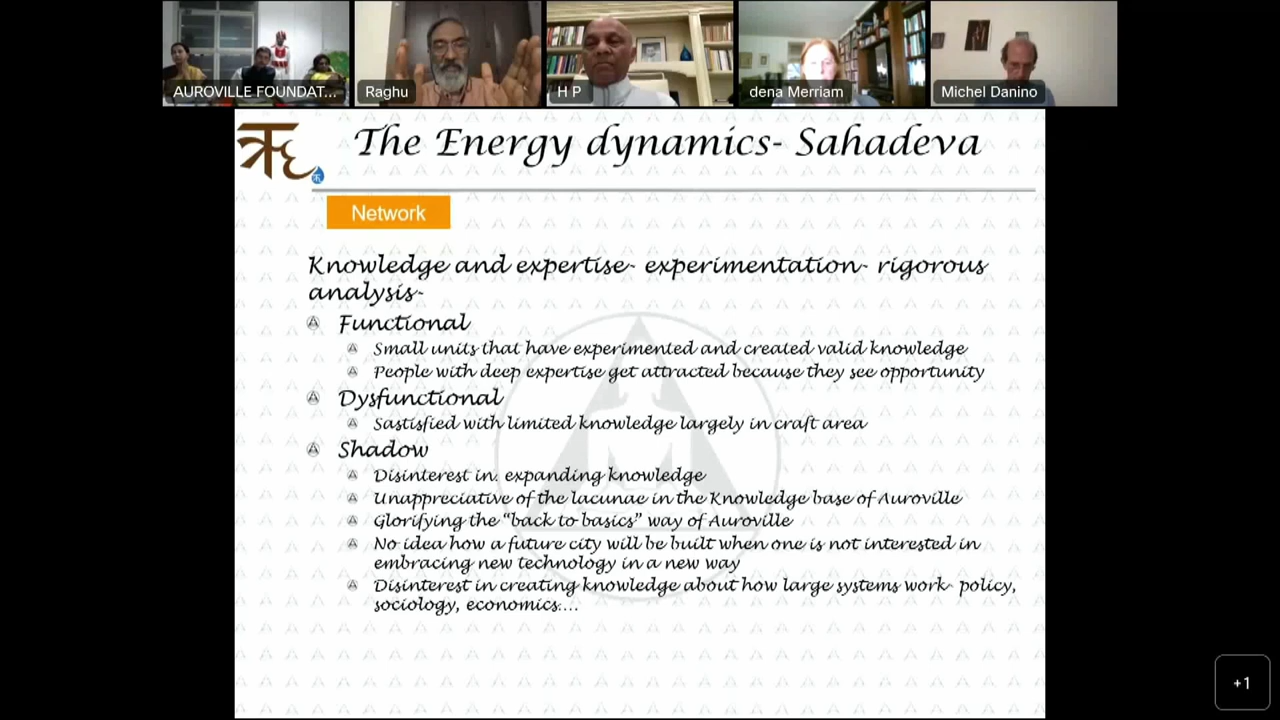 AUROVILLE FOUNDAT...
Raghu
H P
dena Merriam
Michel Danino
The Energy dynamics- Sahadeva
Network
Knowledge and expertise- experimentation- rigorous
analysis-
Functional
Small units that have experimented and created valid knowledge
People with deep expertise get attracted because they see opportunity
Dysfunctional
Sastisfied with limited knowledge largely in craft area
Shadow
Disinterest in. expanding knowledge
Unappreciative of the lacunae in the Knowledge base of Auroville
Glorifying the "back to basics" way of Auroville
No idea how a future city will be built when one is not interested in
embracing new technology in a new way
Disinterest in creating knowledge about how large systems work- policy,
sociology, economics....
+1